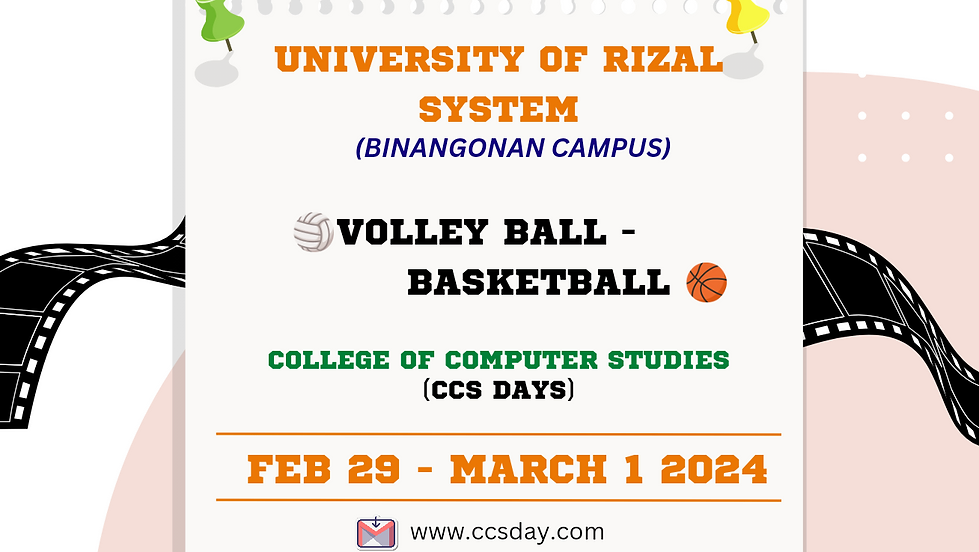 UNIVERSITY OF RIZAL
SYSTEM
(BINANGONAN CAMPUS)
VOLLEY BALL -
BASKETBALL
COLLEGE OF COMPUTER STUDIES
(CCS DAYS)
FEB 29 - MARCH 1 2024
www.ccsday.com